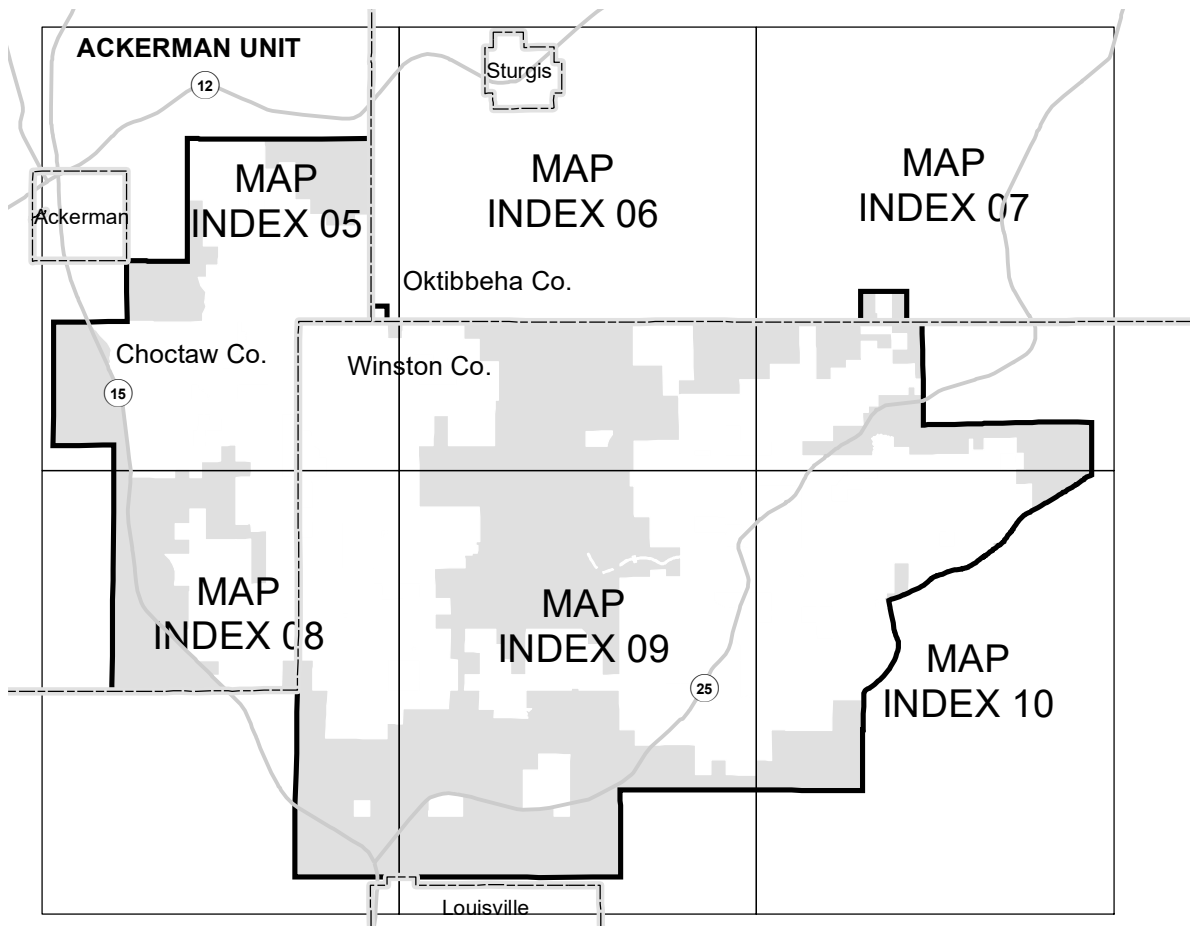 ACKERMAN UNIT
Sturgis
12
MAP
INDEX 05
MAP
INDEX 06
MAP
INDEX 07
Ackerman
Oktibbeha Co.
Choctaw Co.
Winston Co.
15
MAP
INDEX 08
MAP
INDEX 09
MAP
INDEX 10
25
Louisville